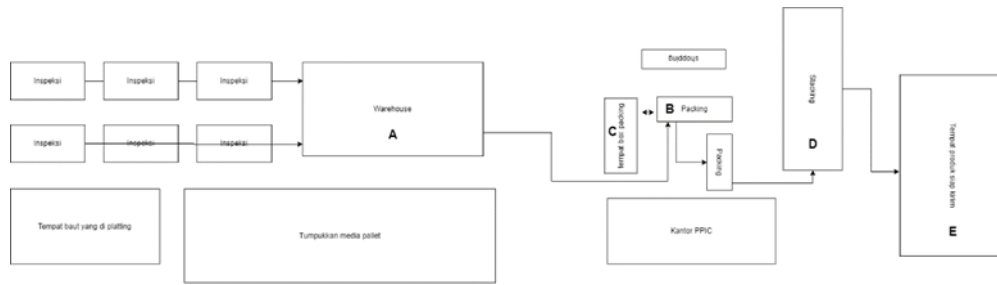 Inspeksi
Inspeksi
Inspeksi
Inspeksi
Inspeksi
Inspeksi
Warehouse
A
Tempat baut yang di platting
Tumpukkan media pallet
shopping
B
Packing
C
tempat box packing
Packing
Kantor PPIC
Stacking
D
Tempat produk siap kirim
E